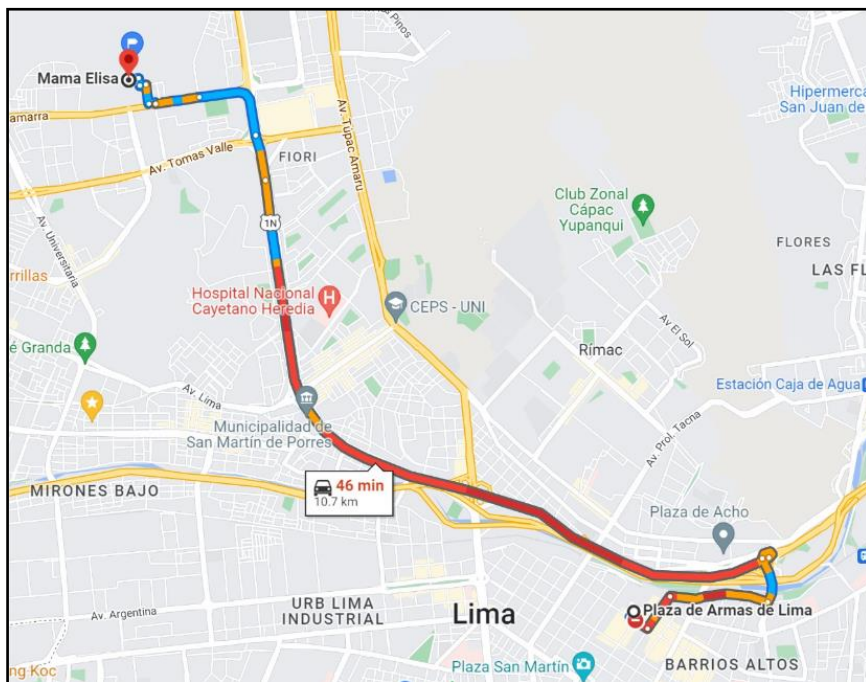 Mama Elisa
amarra
Av. Tomas Valle
FIORI
Av. Túpac Amaru
os Pinos
Hipermerca
San Juan de
1N
Av. Universitaria
Club Zonal
Cápac
Yupanqui
FLORES
LAS FL
rrillas
Hospital Nacional
Cayetano Heredia
H
CEPS - UNI
Av El Sol
é Granda
Rímac
Av. Lima
Estación Caja de Agua
Municipalidad de
San Martín de Porres
Av. Prol. Tacna
46 min
10.7 km
MIRONES BAJO
Plaza de Acho
Av. Argentina
URB LIMA
INDUSTRIAL
Lima
Plaza de Armas de Lima
Plaza San Martín
BARRIOS ALTOS
ng Koc